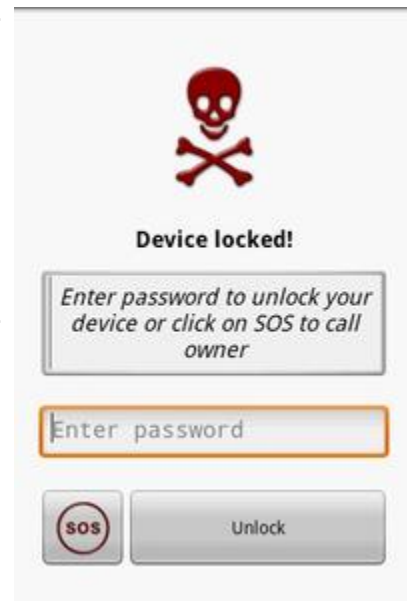 Device locked!
Enter password to unlock your
device or click on SOS to call
owner
Enter password
SOS
Unlock